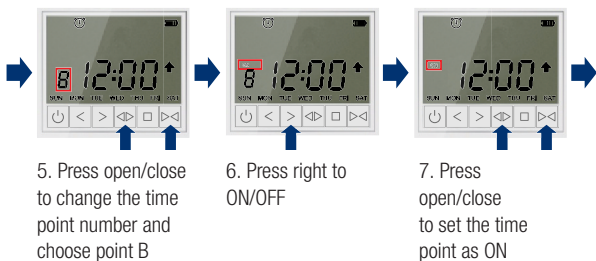 8 12:00
SUN MON TUE WED THU FRI SAT
8 12:00
SUN MON TUE WED THU FRI SAT
12:00
SUN MON TUE WED THU FRI SAT
5. Press open/close
to change the time
point number and
choose point B
6. Press right to
ON/OFF
7. Press
open/close
to set the time
point as ON